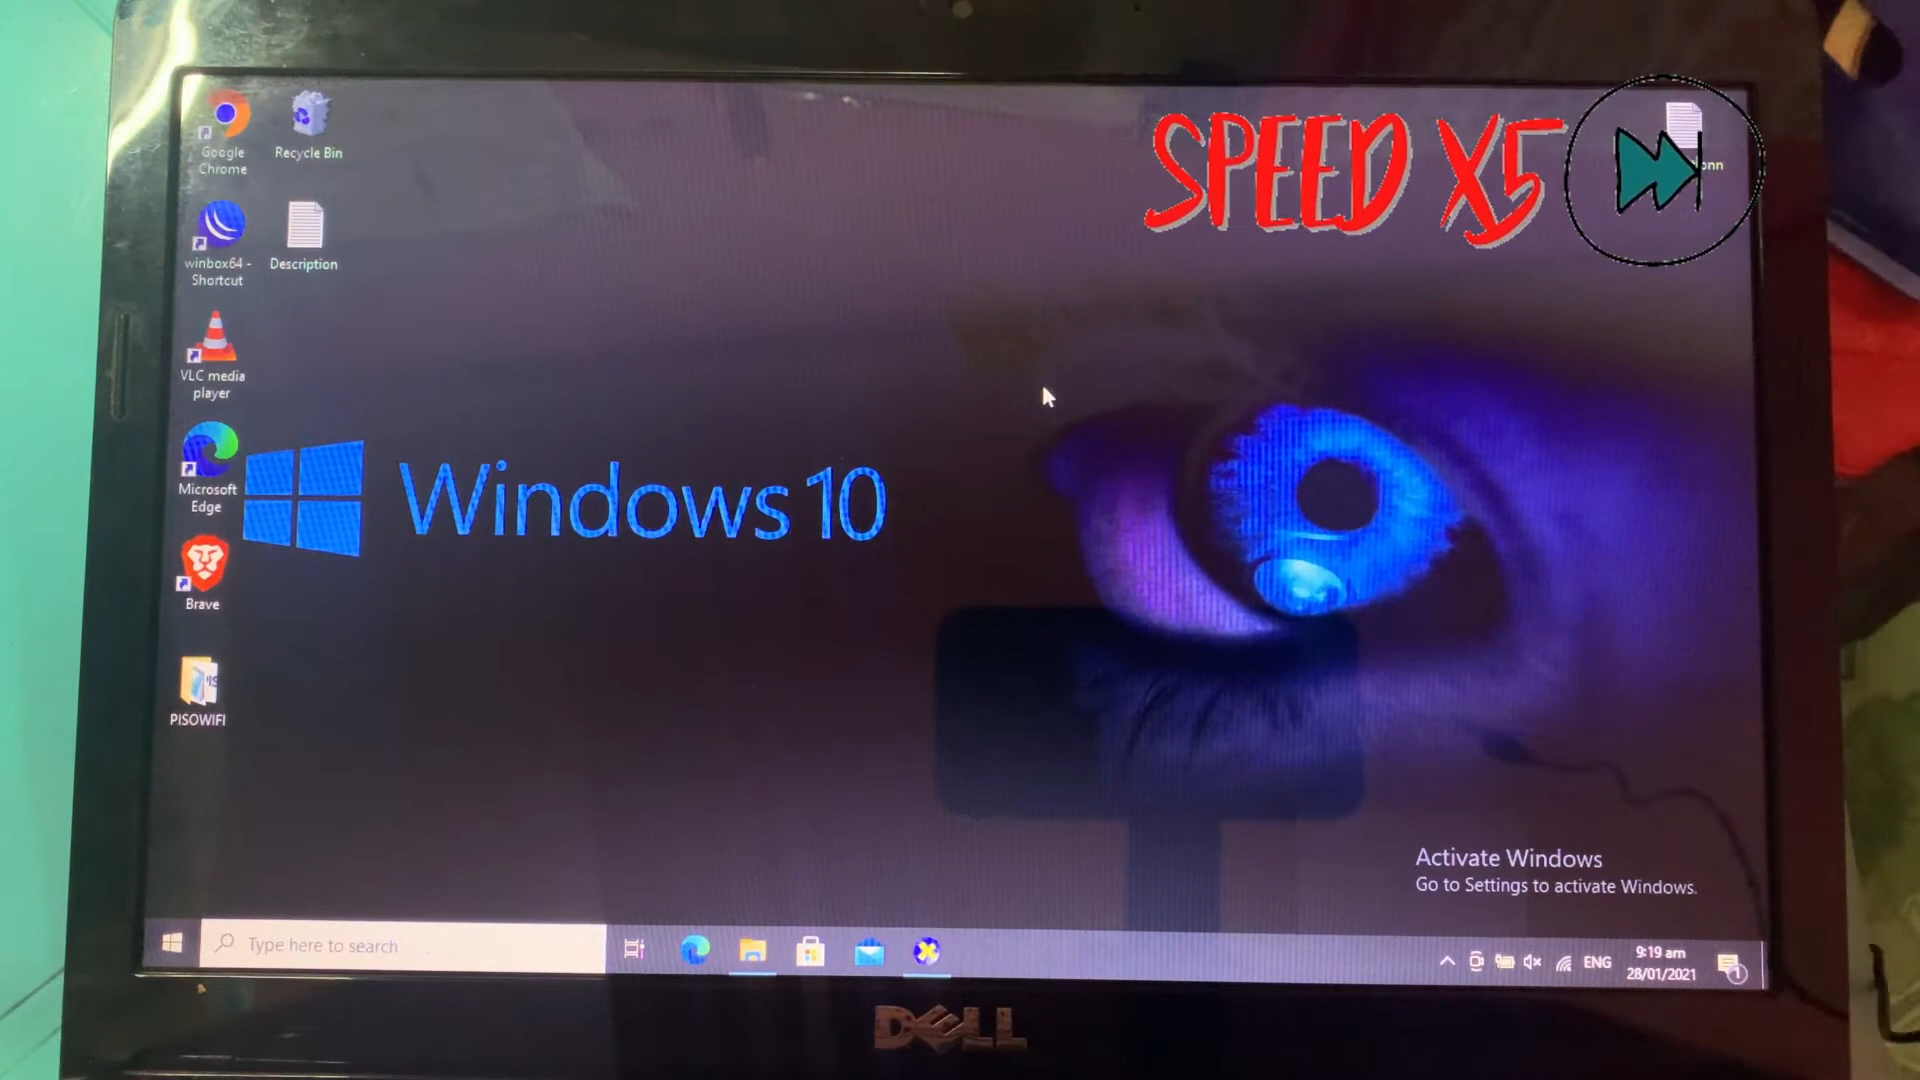 SPEED X5
Google
Chrome
Recycle Bin
winbox64 -
Shortcut
Description
VLC media
player
Microsoft
Edge
Windows 10
Brave
PISOWIFI
Activate Windows
Go to Settings to activate Windows.
Type here to search
ENG
9:19 am
28/01/2021
1
DELL